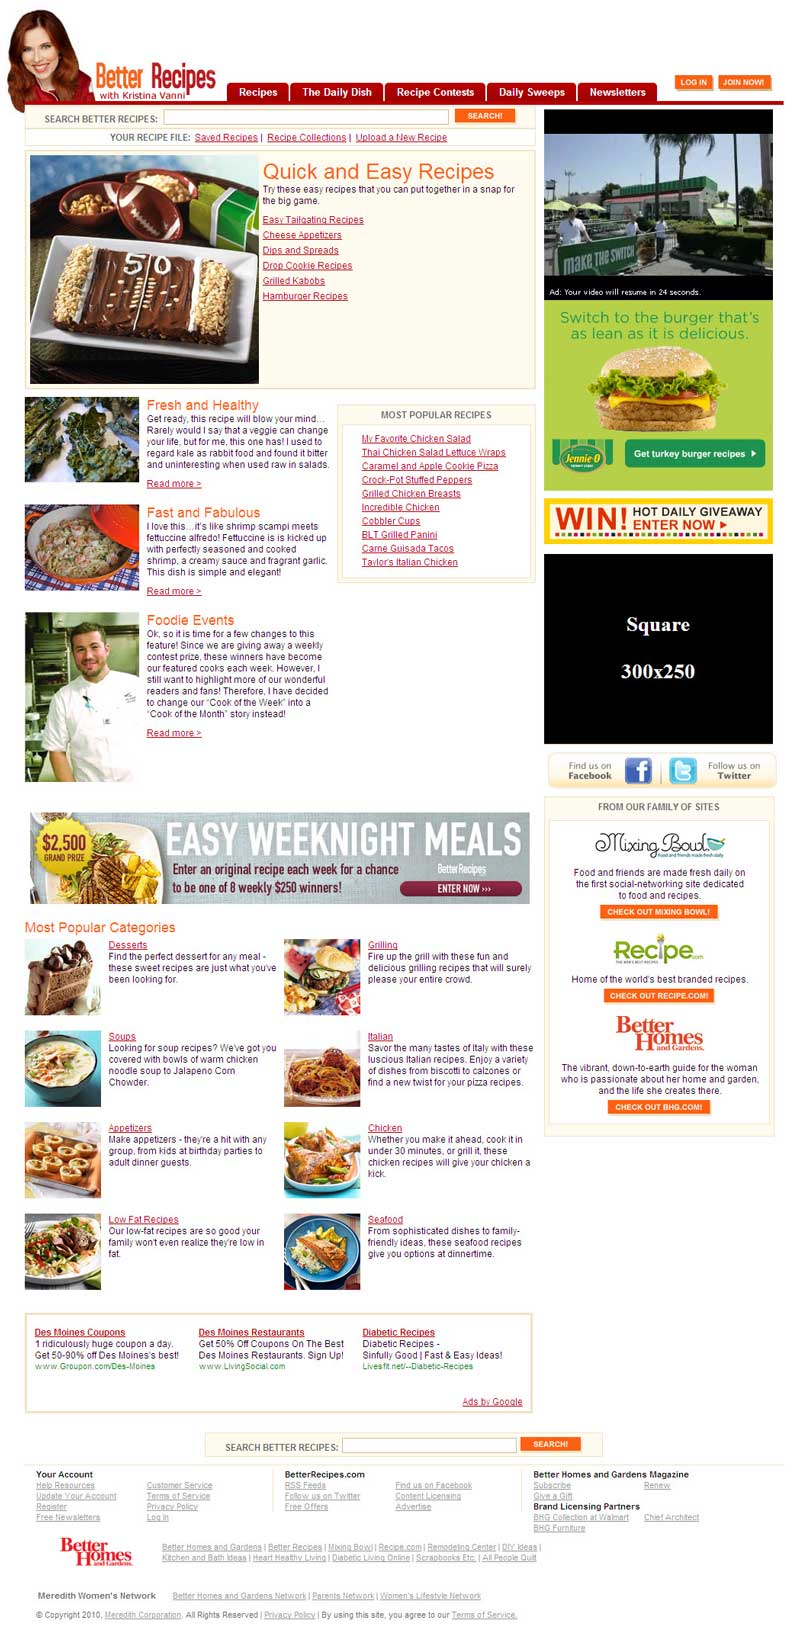 Better Recipes
with Kristina Vanni
Recipes
The Daily Dish
Recipe Contests
Daily Sweeps
Newsletters
LOG IN
JOIN NOW!
SEARCH BETTER RECIPES:
SEARCH!
YOUR RECIPE FILE: Saved Recipes | Recipe Collections | Upload a New Recipe
Quick and Easy Recipes
Try these easy recipes that you can put together in a snap for
the big game.
Easy Tailgating Recipes
Cheese Appetizers
Dips and Spreads
Drop Cookie Recipes
Grilled Kabobs
Hamburger Recipes
50
MAKE THE SWITCH
Ad: Your video will resume in 24 seconds.
Switch to the burger that's
as lean as it is delicious.
Jennie-O
Get turkey burger recipes
WIN! HOT DAILY GIVEAWAY
ENTER NOW
Square
300x250
Find us on
Facebook
Follow us on
Twitter
Fresh and Healthy
Get ready, this recipe will blow your mind…
Rarely would I say that a veggie can change
your life, but for me, this one has! I used to
regard kale as rabbit food and found it bitter
and uninteresting when used raw in salads.
Read more >
Fast and Fabulous
I love this…it's like shrimp scampi meets
fettuccine alfredo! Fettuccine is is kicked up
with perfectly seasoned and cooked
shrimp, a creamy sauce and fragrant garlic.
This dish is simple and elegant!
Read more >
Foodie Events
Ok, so it is time for a few changes to this
feature! Since we are giving away a weekly
contest prize, these winners have become
our featured cooks each week. However, I
still want to highlight more of our wonderful
readers and fans! Therefore, I have decided
to change our "Cook of the Week" into a
"Cook of the Month" story instead!
Read more >
MOST POPULAR RECIPES
My Favorite Chicken Salad
Thai Chicken Salad Lettuce Wraps
Caramel and Apple Cookie Pizza
Crock-Pot Stuffed Peppers
Grilled Chicken Breasts
Incredible Chicken
Cobbler Cups
BLT Grilled Panini
Carne Guisada Tacos
Taylor's Italian Chicken
FROM OUR FAMILY OF SITES
Mixing Bowl
Food and friends made fresh daily
Food and friends are made fresh daily on
the first social-networking site dedicated
to food and recipes.
CHECK OUT MIXING BOWL!
Recipe.com
THE WEB'S BEST RECIPES
Home of the world's best branded recipes.
CHECK OUT RECIPE.COM!
Better
Homes
and Gardens.
The vibrant, down-to-earth guide for the woman
who is passionate about her home and garden,
and the life she creates there.
CHECK OUT BHG.COM!
$2,500
GRAND PRIZE
EASY WEEKNIGHT MEALS
Enter an original recipe each week for a chance
to be one of 8 weekly $250 winners!
BetterRecipes
ENTER NOW >>>
Most Popular Categories
Desserts
Find the perfect dessert for any meal -
these sweet recipes are just what you've
been looking for.
Grilling
Fire up the grill with these fun and
delicious grilling recipes that will surely
please your entire crowd.
Soups
Looking for soup recipes? We've got you
covered with bowls of warm chicken
noodle soup to Jalapeno Corn
Chowder.
Italian
Savor the many tastes of Italy with these
luscious Italian recipes. Enjoy a variety
of dishes from biscotti to calzones or
find a new twist for your pizza recipes.
Appetizers
Make appetizers - they're a hit with any
group, from kids at birthday parties to
adult dinner guests.
Chicken
Whether you make it ahead, cook it in
under 30 minutes, or grill it, these
chicken recipes will give your chicken a
kick.
Low Fat Recipes
Our low-fat recipes are so good your
family won't even realize they're low in
fat.
Seafood
From sophisticated dishes to family-
friendly ideas, these seafood recipes
give you options at dinnertime.
Des Moines Coupons
1 ridiculously huge coupon a day.
Get 50-90% off Des Moines's best!
www.Groupon.com/Des-Moines
Des Moines Restaurants
Get 50% Off Coupons On The Best
Des Moines Restaurants. Sign Up!
www.LivingSocial.com
Diabetic Recipes
Diabetic Recipes -
Sinfully Good | Fast & Easy Ideas!
Livesfit.net/--Diabetic-Recipes
Ads by Google
SEARCH BETTER RECIPES:
SEARCH!
Your Account
Help Resources
Update Your Account
Register
Free Newsletters
Customer Service
Terms of Service
Privacy Policy
Log in
BetterRecipes.com
RSS Feeds
Follow us on Twitter
Free Offers
Find us on Facebook
Content Licensing
Advertise
Better Homes and Gardens Magazine
Subscribe
Renew
Give a Gift
Brand Licensing Partners
BHG Collection at Walmart
Chief Architect
BHG Furniture
Better
Homes
and Gardens.
Better Homes and Gardens | Better Recipes | Mixing Bowl | Recipe.com | Remodeling Center | DIY Ideas |
Kitchen and Bath Ideas | Heart Healthy Living | Diabetic Living Online | Scrapbooks Etc. | All People Quilt
Meredith Women's Network
Better Homes and Gardens Network | Parents Network | Women's Lifestyle Network
© Copyright 2010, Meredith Corporation. All Rights Reserved | Privacy Policy | By using this site, you agree to our Terms of Service.